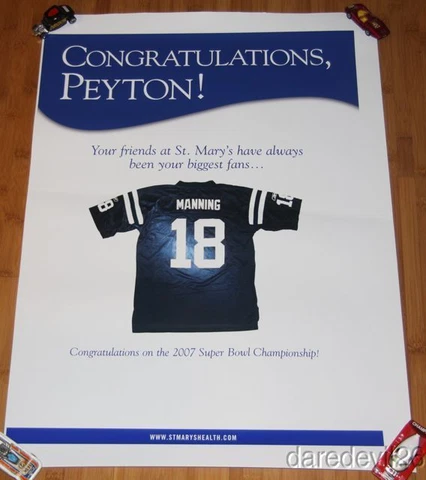 CONGRATULATIONS,
PEYTON!
Your friends at St. Mary's have always
been your biggest fans...
MANNING
18
18
Congratulations on the 2007 Super Bowl Championship!
WWW.STMARYSHEALTH.COM